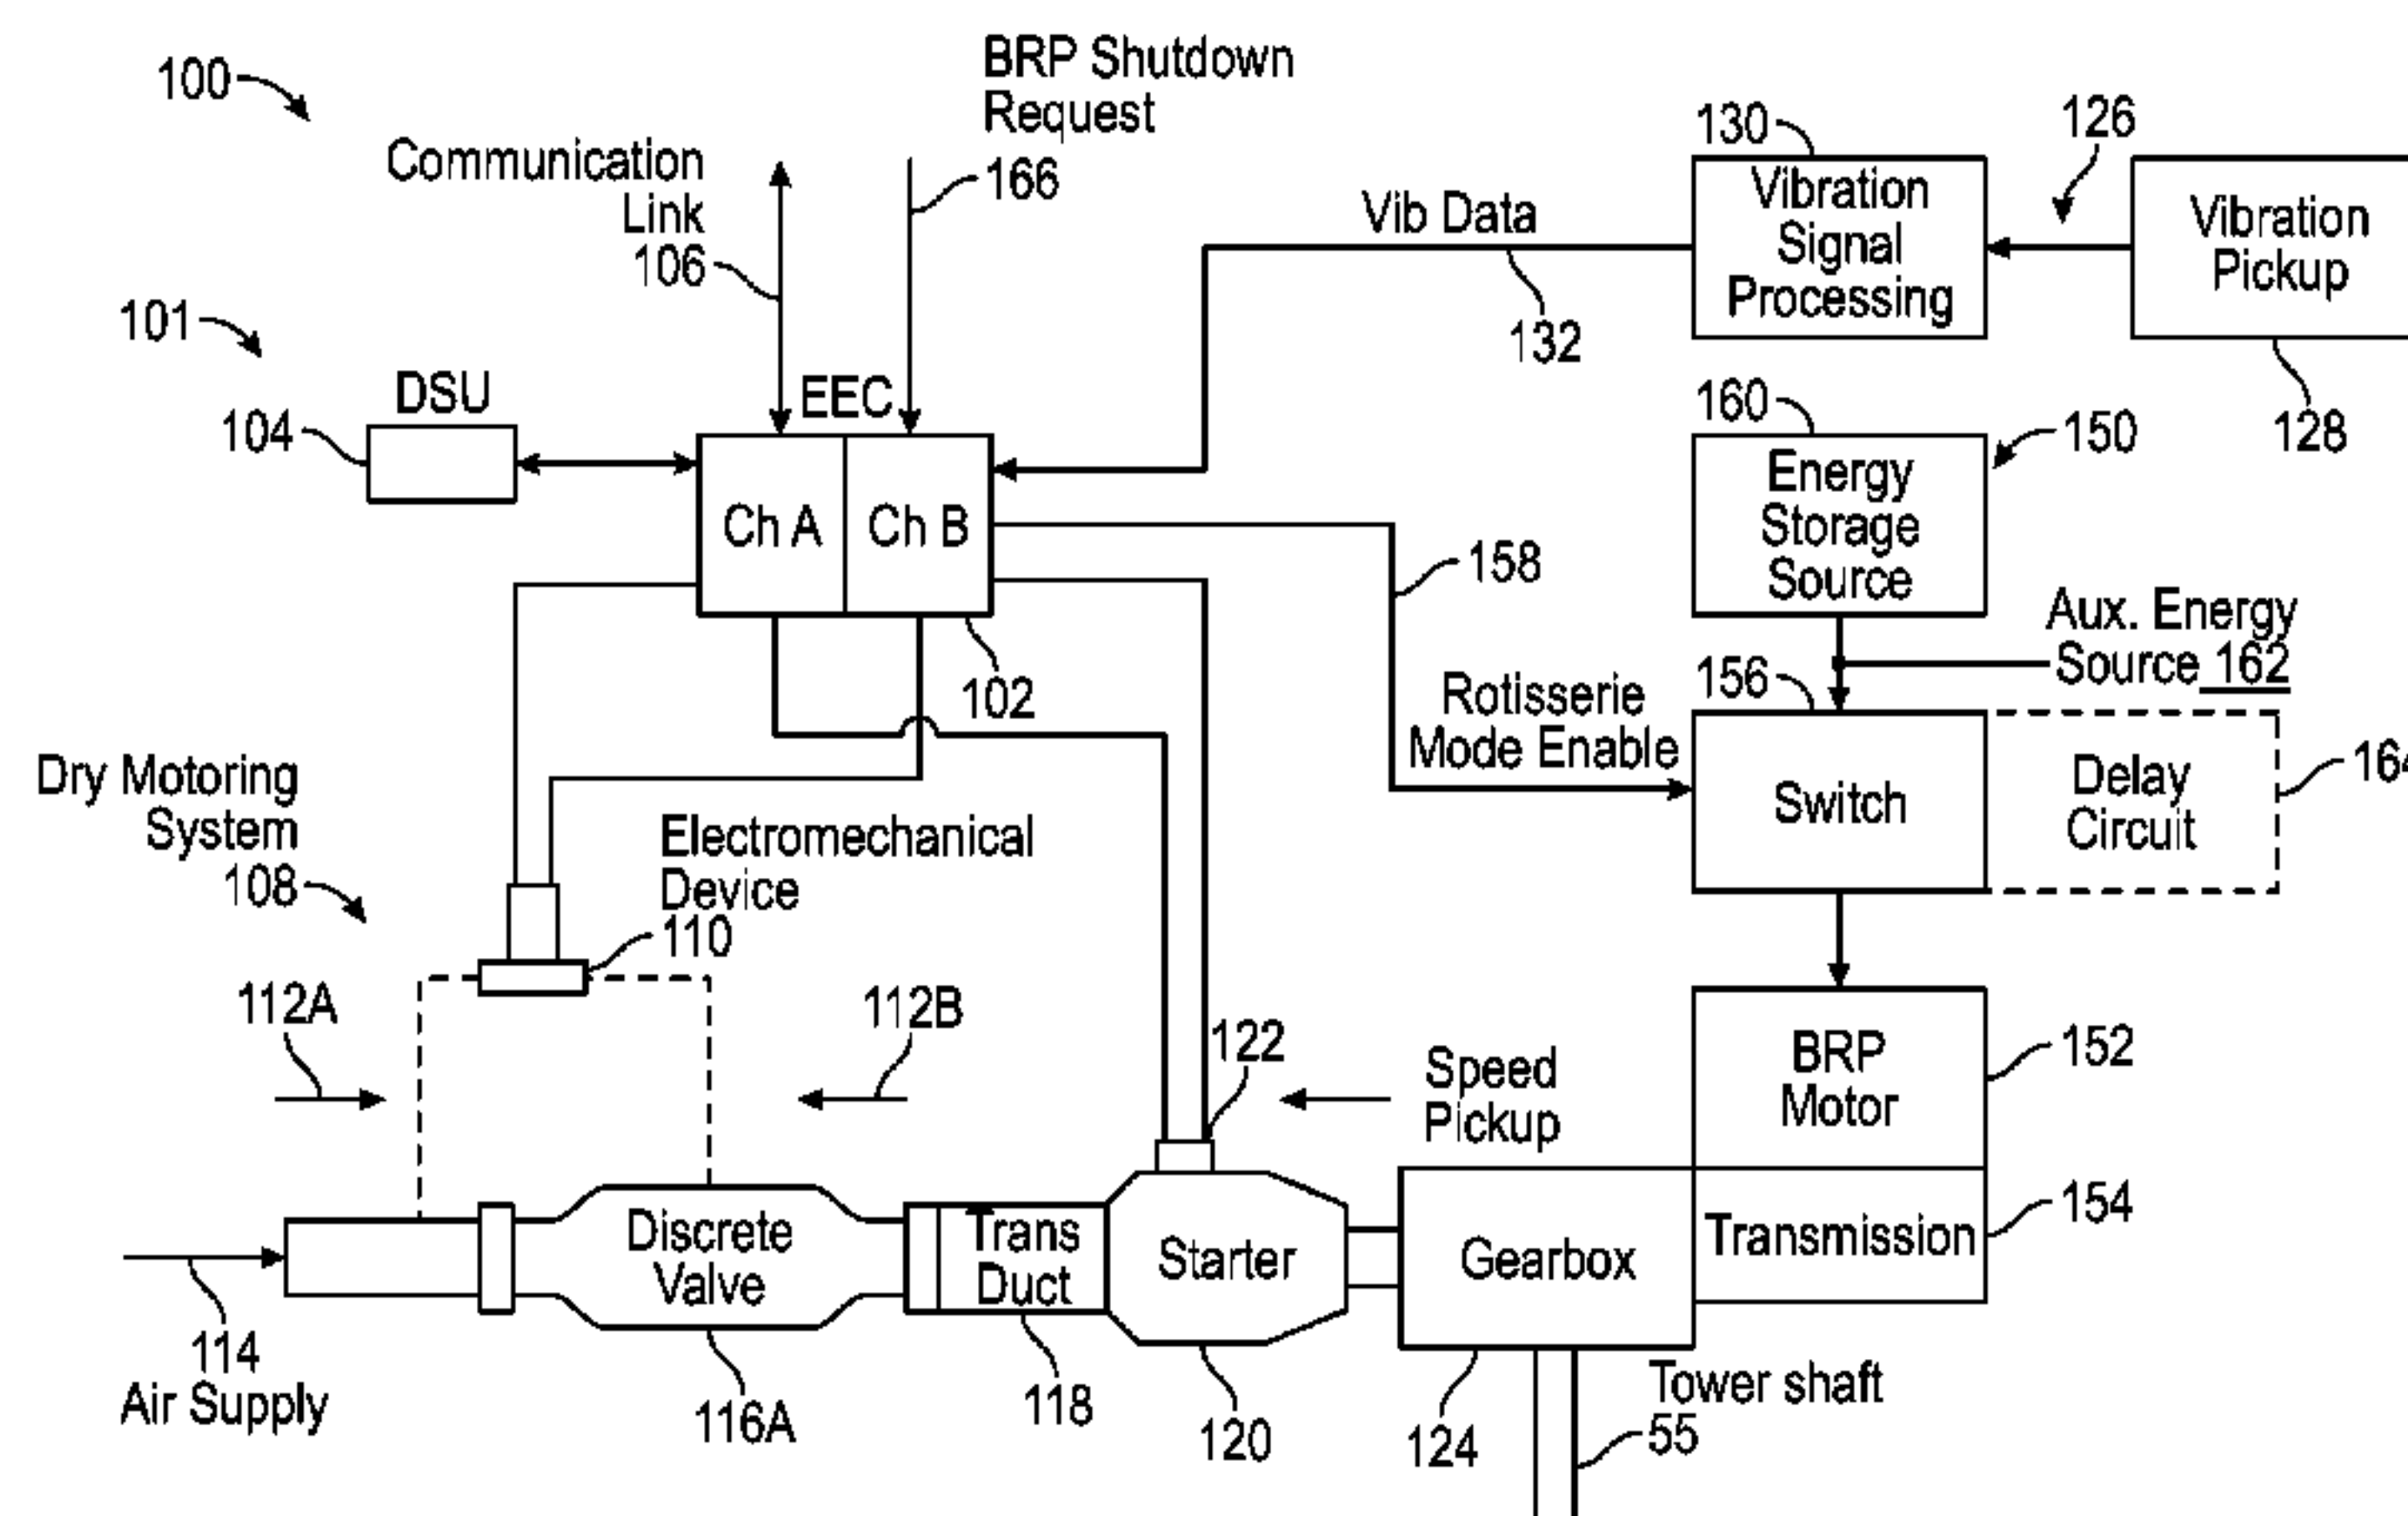 100
BRP Shutdown
Request
166
Communication
Link
106
130
Vibration
Signal
Processing
126
Vibration
Pickup
128
Vib Data
132
101
DSU
104
EEC
Ch A
Ch B
102
160
Energy
Storage
Source
150
158
Aux. Energy
Source 162
156
Rotisserie
Mode Enable
Switch
Delay
Circuit
Dry Motoring
System
108
Electromechanical
Device
110
112A
112B
122
Speed
Pickup
BRP
Motor
152
Discrete
Valve
Trans
Duct
Starter
Gearbox
Transmission
154
114
Air Supply
116A
118
120
124
Tower shaft
55